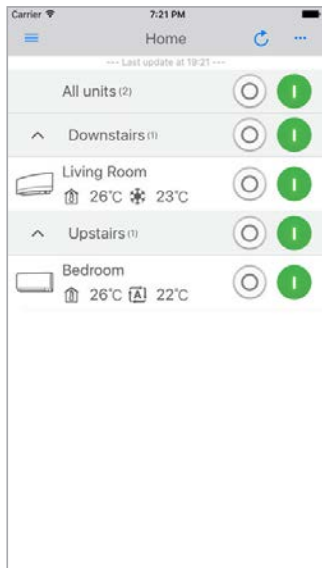 Carrier 7:21 PM
Home
--- Last update at 19:21 ---
All units (2)
Downstairs (1)
Living Room
26°C 23°C
Upstairs (1)
Bedroom
26°C A 22°C